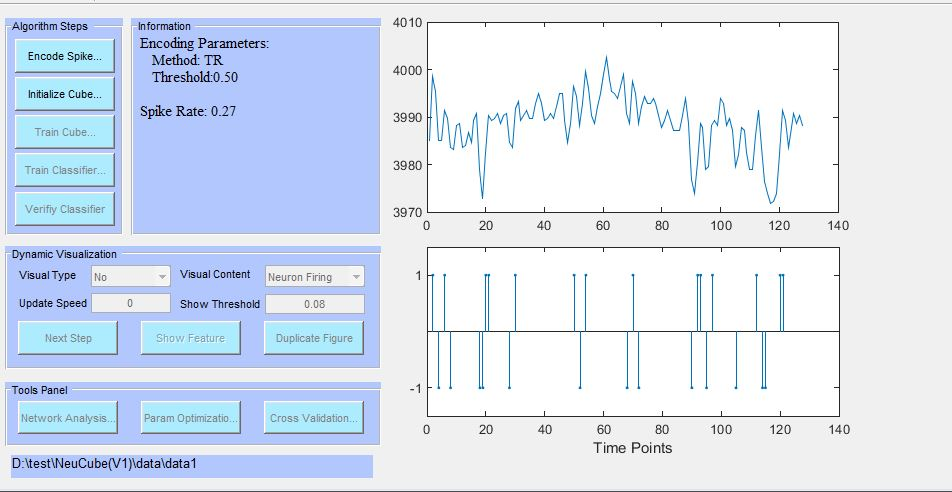 Algorithm Steps
Encode Spike...
Initialize Cube...
Train Cube...
Train Classifier...
Verifiy Classifier
Information
Encoding Parameters:
Method: TR
Threshold:0.50
Spike Rate: 0.27
Dynamic Visualization
Visual Type No Visual Content Neuron Firing
Update Speed 0 Show Threshold 0.08
Next Step Show Feature Duplicate Figure
Tools Panel
Network Analysis... Param Optimizatio... Cross Validation...
D:\test\NeuCube(V1)\data\data1
4010
4000
3990
3980
3970
0 20 40 60 80 100 120 140
1
-1
0 20 40 60 80 100 120 140
Time Points